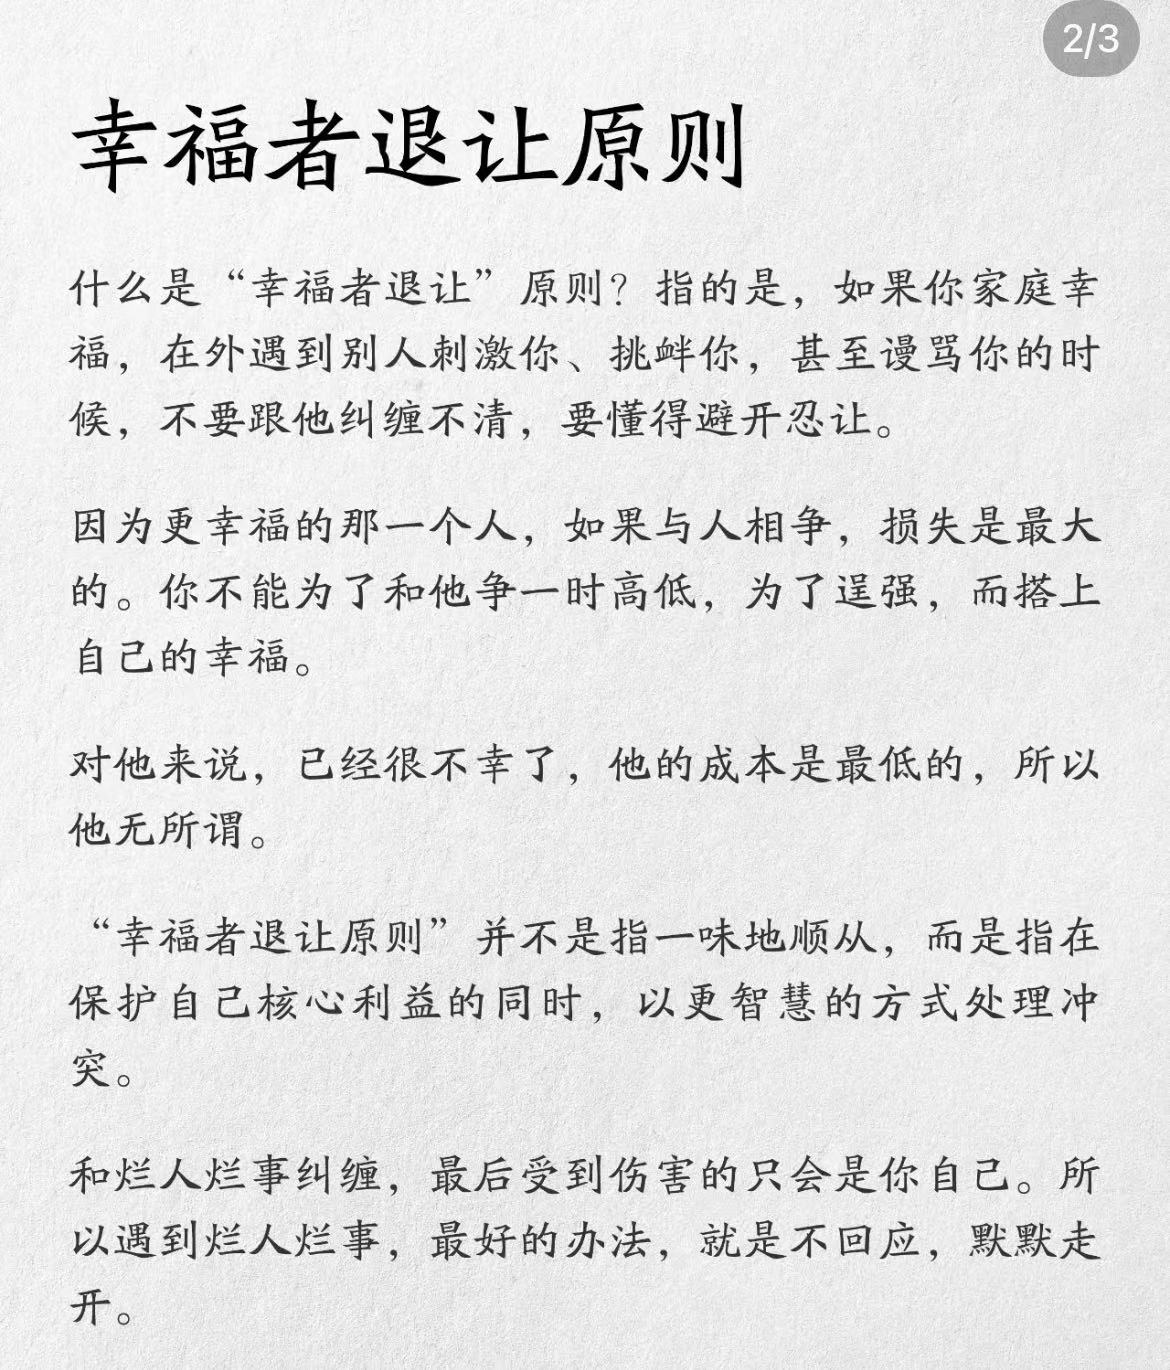 2/3
幸福者退让原则
什么是“幸福者退让”原则？指的是，如果你家庭幸
福，在外遇到别人刺激你、挑衅你，甚至谩骂你的时
候，不要跟他纠缠不清，要懂得避开忍让。
因为更幸福的那一个人，如果与人相争，损失是最大
的。你不能为了和他争一时高低，为了逞强，而搭上
自己的幸福。
对他来说，已经很不幸了，他的成本是最低的，所以
他无所谓。
“幸福者退让原则”并不是指一味地顺从，而是指在
保护自己核心利益的同时，以更智慧的方式处理冲
突。
和烂人烂事纠缠，最后受到伤害的只会是你自己。所
以遇到烂人烂事，最好的办法，就是不回应，默默走
开。